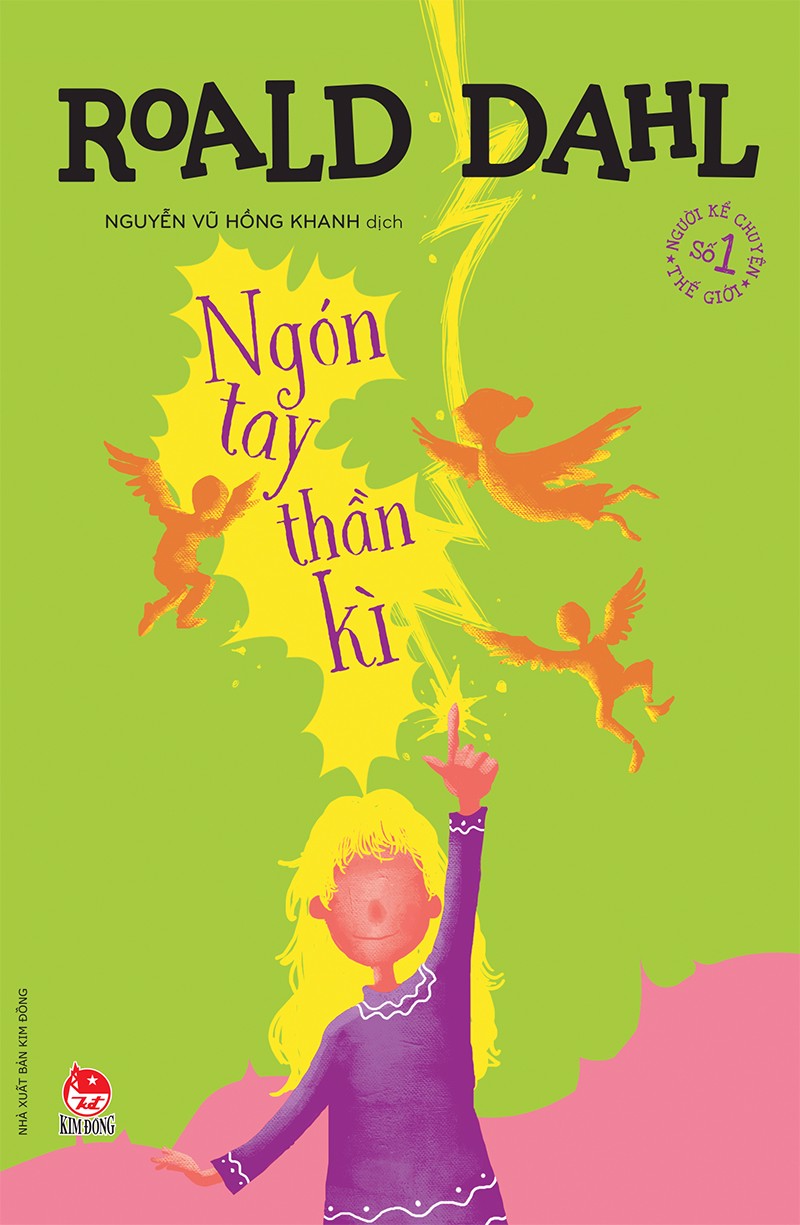 ROALD DAHL
NGUYỄN VŨ HỒNG KHANH dịch
NGƯỜI KỂ CHUYỆN
Số 1
THẾ GIỚI
Ngón
tay
thần
kì
NHÀ XUẤT BẢN KIM ĐỒNG
KIM ĐỒNG